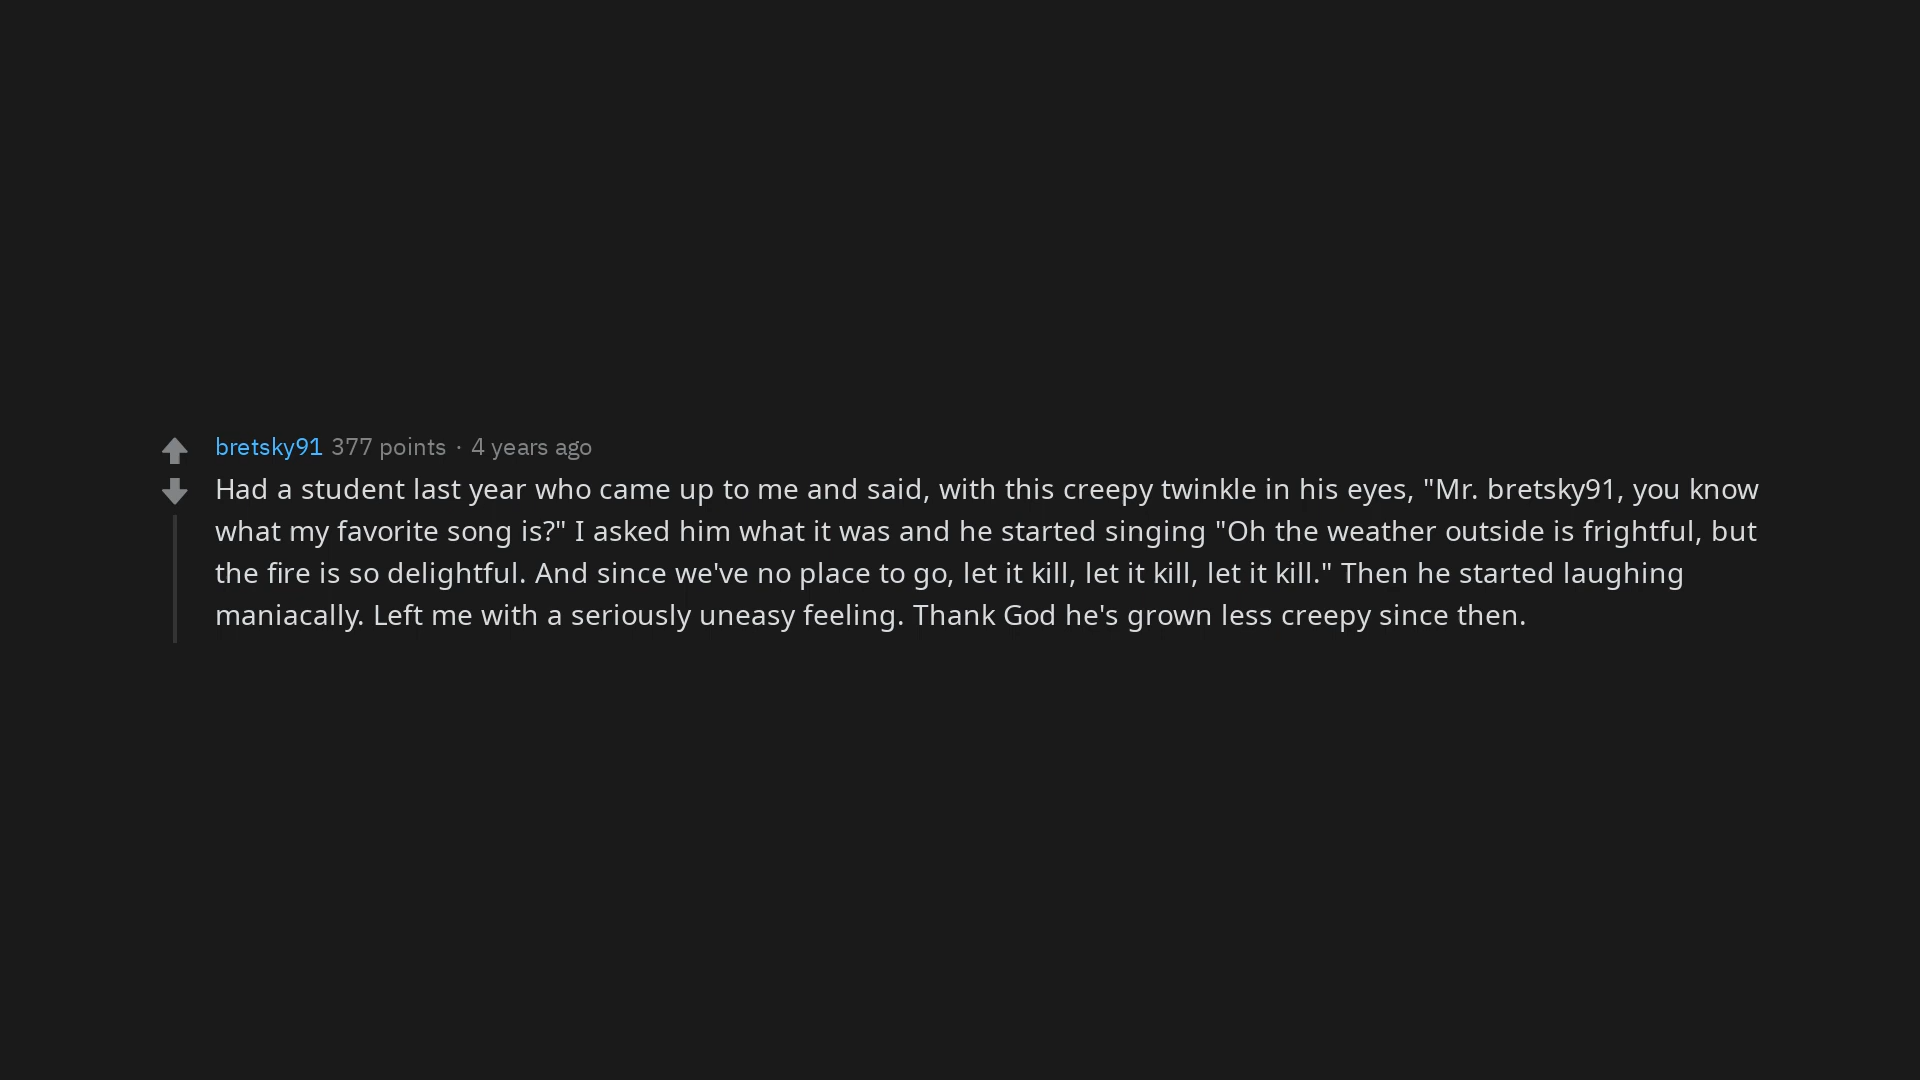 bretsky91 377 points · 4 years ago
Had a student last year who came up to me and said, with this creepy twinkle in his eyes, "Mr. bretsky91, you know
what my favorite song is?" I asked him what it was and he started singing "Oh the weather outside is frightful, but
the fire is so delightful. And since we've no place to go, let it kill, let it kill, let it kill." Then he started laughing
maniacally. Left me with a seriously uneasy feeling. Thank God he's grown less creepy since then.